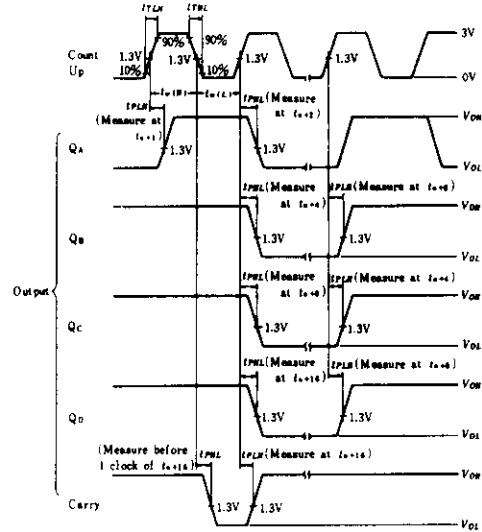 tTLH tTHL
90% 90%
3V
Count
Up
1.3V 1.3V 1.3V 1.3V
10% 10%
0V
tw(H) tw(L)
tPLH
(Measure at
tn+1)
tPHL(Measure
at tn+2)
VOH
QA
1.3V 1.3V
VOL
tPHL(Measure
at tn+4)
tPLH(Measure at tn+6)
VOH
QB
1.3V 1.3V
VOL
tPHL(Measure
at tn+8)
tPLH(Measure at tn+4)
VOH
Output
QC
1.3V 1.3V
VOL
tPHL(Measure
at tn+16)
tPLH(Measure at tn+8)
VOH
QD
1.3V 1.3V
VOL
(Measure before
1 clock of tn+16)
tPHL
tPLH(Measure at tn+16)
VOH
Carry
1.3V 1.3V
VOL